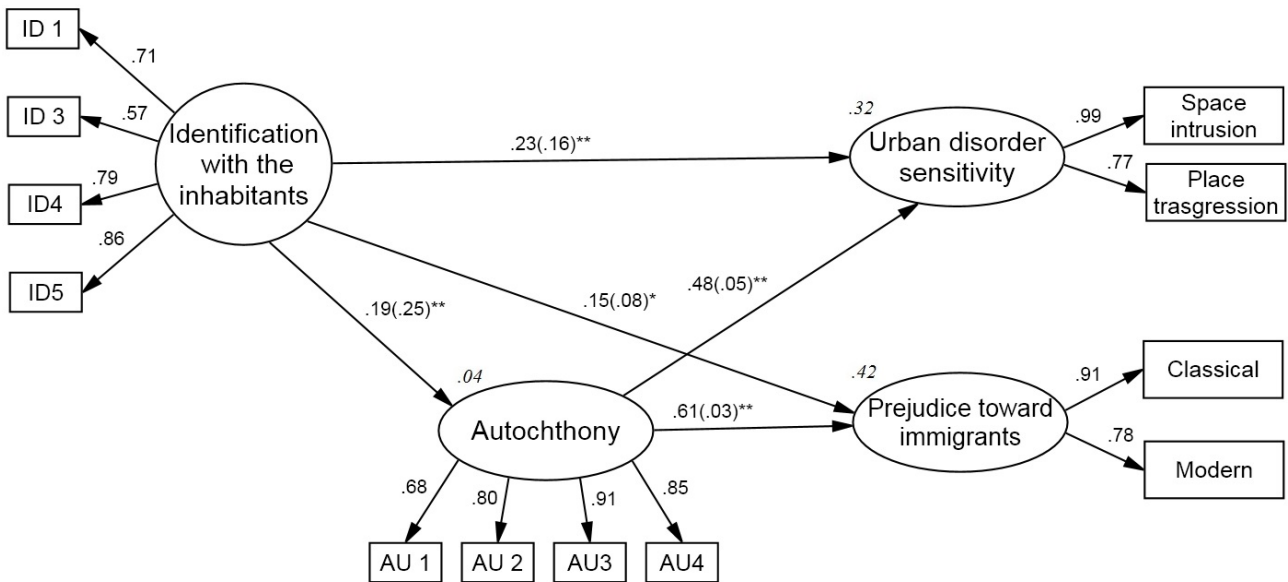 ID 1
.71
ID 3
.57
ID4
.79
ID5
.86
Identification
with the
inhabitants
.23(.16)**
.32
Urban disorder
sensitivity
.99
Space
intrusion
.77
Place
trasgression
.19(.25)**
.15(.08)*
.48(.05)**
.04
Autochthony
.61(.03)**
.42
Prejudice toward
immigrants
.91
Classical
.78
Modern
.68
.80
.91
.85
AU 1
AU 2
AU3
AU4